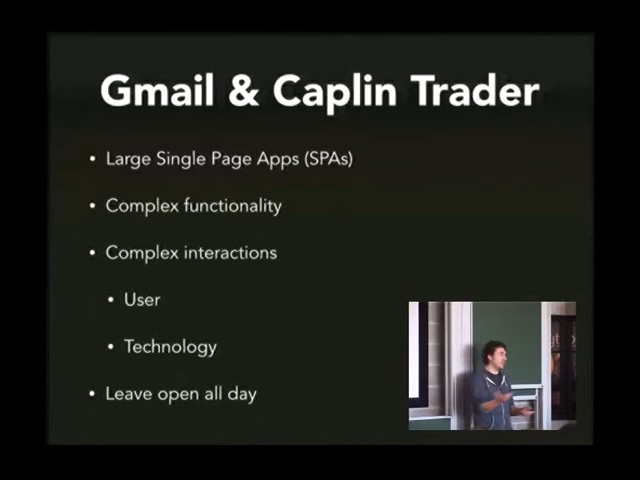 Gmail & Caplin Trader
• Large Single Page Apps (SPAs)
• Complex functionality
• Complex interactions
• User
• Technology
• Leave open all day